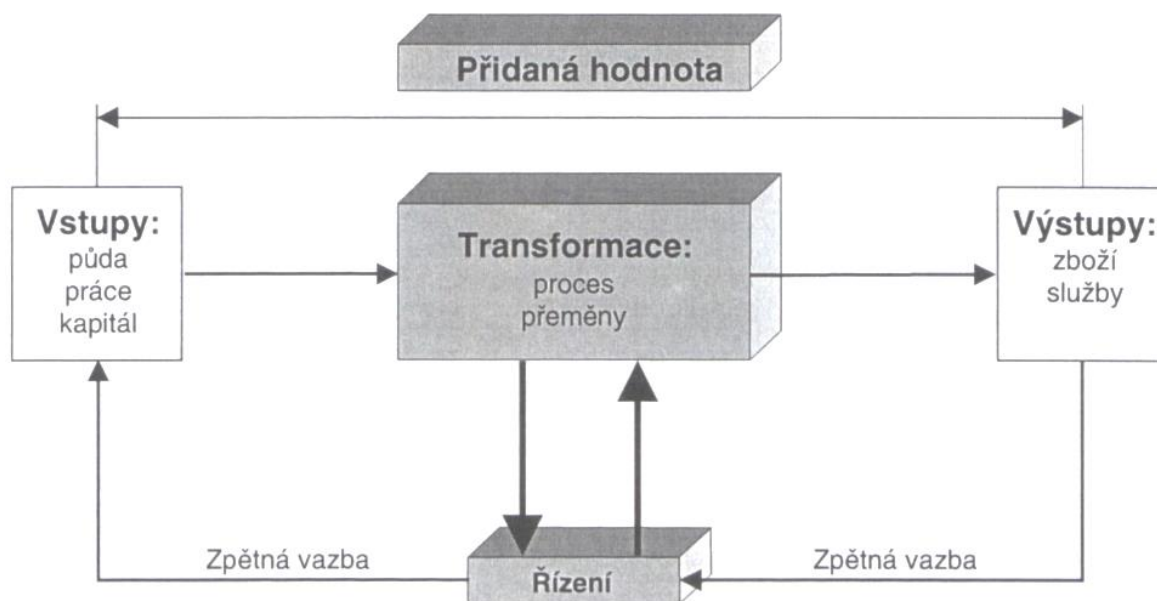 Přidaná hodnota
Vstupy:
půda
práce
kapitál
Transformace:
proces
přeměny
Výstupy:
zboží
služby
Zpětná vazba
Řízení
Zpětná vazba